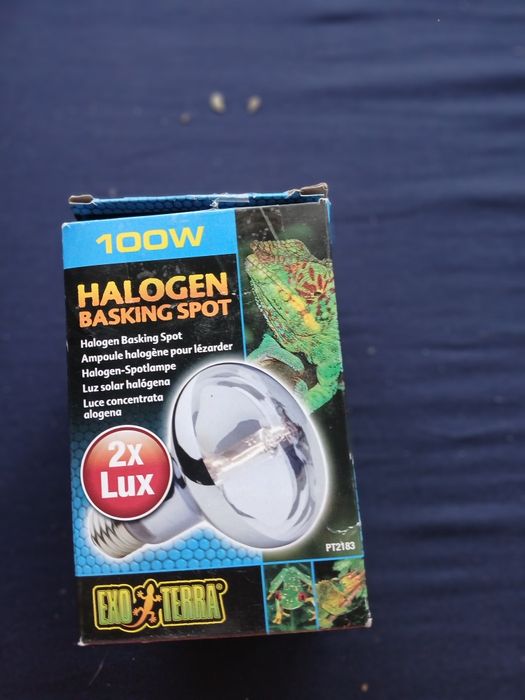 100W
HALOGEN
BASKING SPOT
Halogen Basking Spot
Ampoule halogène pour lézarder
Halogen-Spotlampe
Luz solar halógena
Luce concentrata
alogena
2x
Lux
PT2183
EXO TERRA